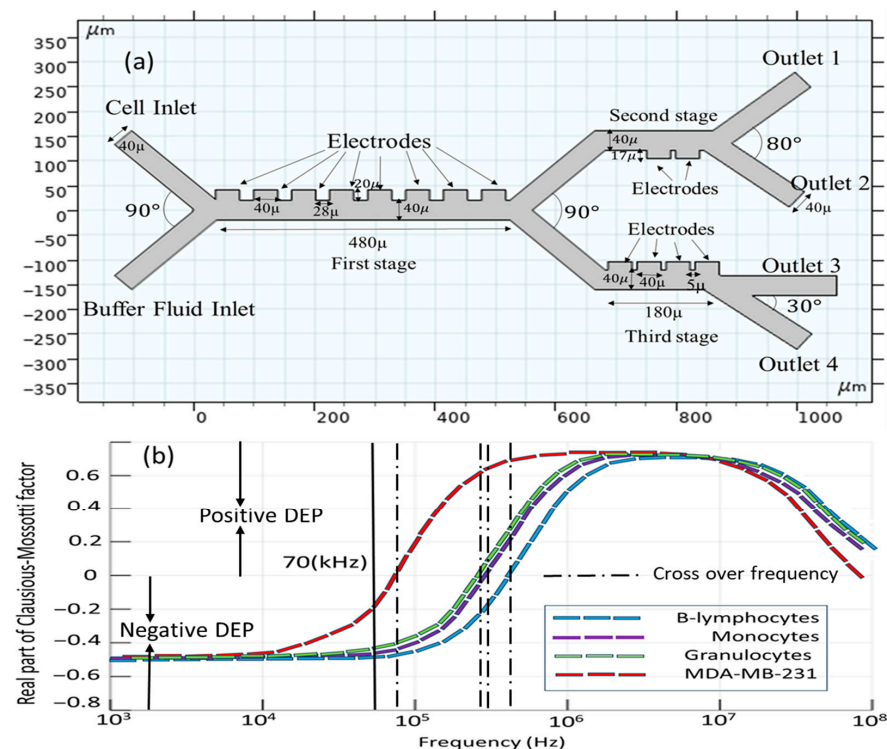 μm
(a)
350
300
250
200
150
100
50
0
−50
−100
−150
−200
−250
−300
−350
Cell Inlet
40μ
90°
Buffer Fluid Inlet
Electrodes
20μ
40μ
28μ
40μ
480μ
First stage
90°
Second stage
40μ
17μ
Electrodes
80°
Outlet 1
Outlet 2
40μ
Electrodes
40μ
40μ
5μ
180μ
Third stage
Outlet 3
30°
Outlet 4
μm
0
200
400
600
800
1000
(b)
Real part of Clausious-Mossotti factor
0.6
0.4
0.2
0
−0.2
−0.4
−0.6
−0.8
Positive DEP
70(kHz)
Negative DEP
Cross over frequency
B-lymphocytes
Monocytes
Granulocytes
MDA-MB-231
10³
10⁴
10⁵
10⁶
10⁷
10⁸
Frequency (Hz)